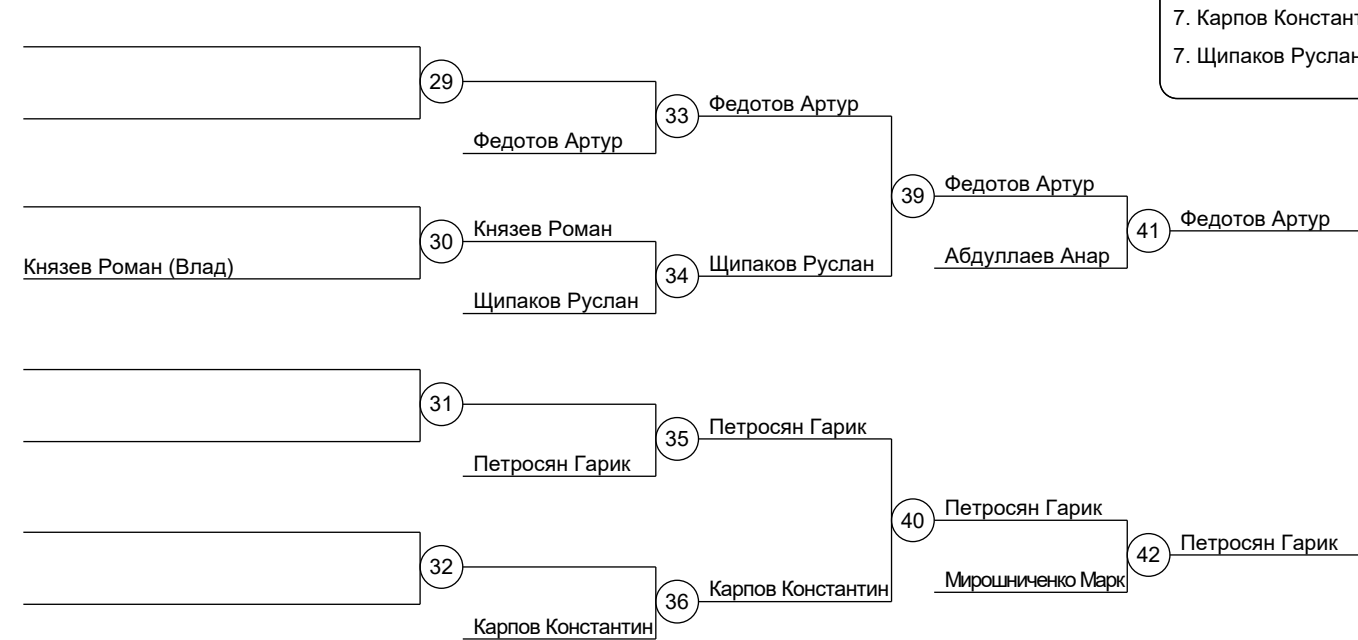 7. Карпов Констант
7. Щипаков Руслан
29
Федотов Артур
33
Федотов Артур
39
Федотов Артур
41
Федотов Артур
Князев Роман (Влад)
30
Князев Роман
Щипаков Руслан
34
Щипаков Руслан
Абдуллаев Анар
31
Петросян Гарик
35
Петросян Гарик
40
Петросян Гарик
42
Петросян Гарик
Мирошниченко Марк
32
Карпов Константин
36
Карпов Константин